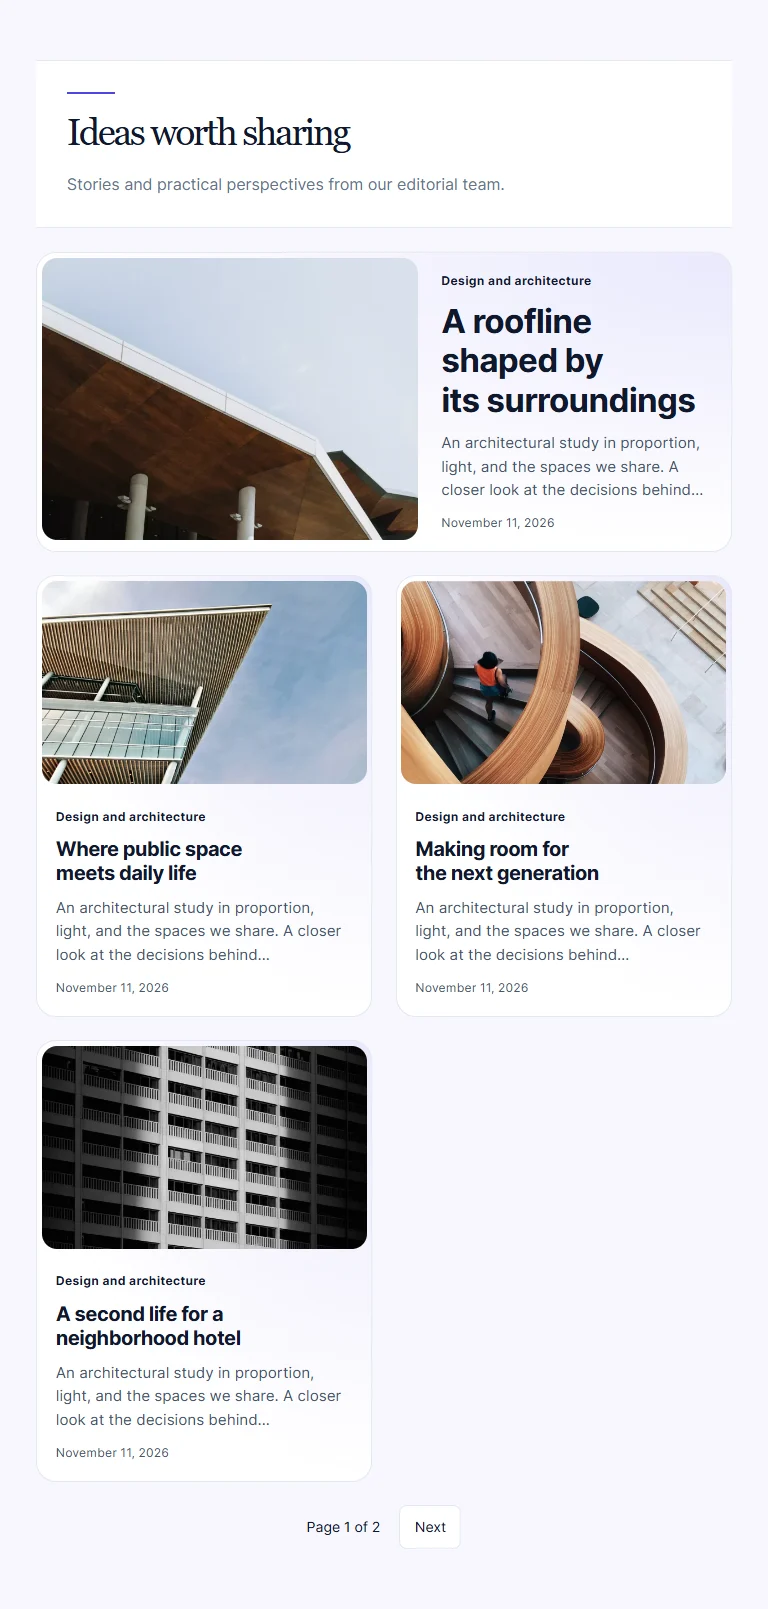 Ideas worth sharing
Stories and practical perspectives from our editorial team.
Design and architecture
A roofline
shaped by
its surroundings
An architectural study in proportion,
light, and the spaces we share. A
closer look at the decisions behind...
November 11, 2026
Design and architecture
Where public space
meets daily life
An architectural study in proportion,
light, and the spaces we share. A closer
look at the decisions behind...
November 11, 2026
Design and architecture
Making room for
the next generation
An architectural study in proportion,
light, and the spaces we share. A closer
look at the decisions behind...
November 11, 2026
Design and architecture
A second life for a
neighborhood hotel
An architectural study in proportion,
light, and the spaces we share. A closer
look at the decisions behind...
November 11, 2026
Page 1 of 2
Next